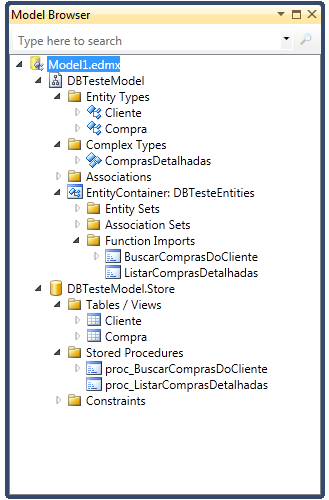 Model Browser
Type here to search
Model1.edmx
DBTesteModel
Entity Types
Cliente
Compra
Complex Types
ComprasDetalhadas
Associations
EntityContainer: DBTesteEntities
Entity Sets
Association Sets
Function Imports
BuscarComprasDoCliente
ListarComprasDetalhadas
DBTesteModel.Store
Tables / Views
Cliente
Compra
Stored Procedures
proc_BuscarComprasDoCliente
proc_ListarComprasDetalhadas
Constraints